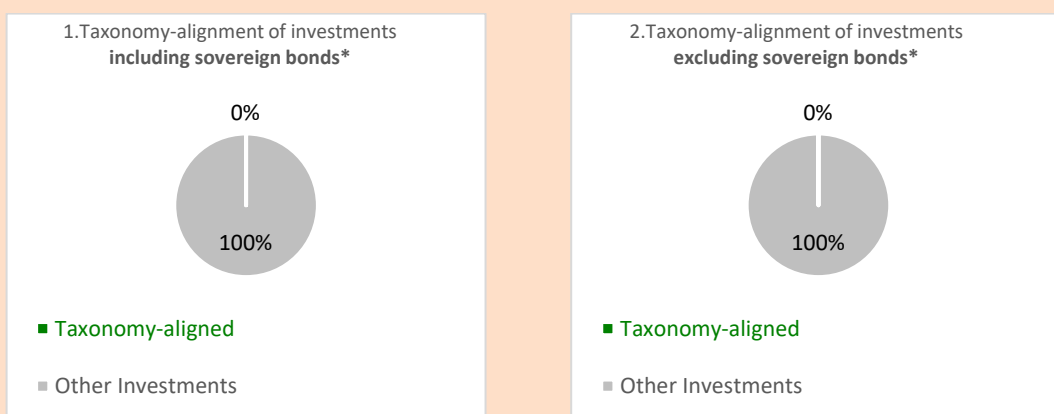 1.Taxonomy-alignment of investments
including sovereign bonds*
0%
100%
Taxonomy-aligned
Other Investments
2.Taxonomy-alignment of investments
excluding sovereign bonds*
0%
100%
Taxonomy-aligned
Other Investments